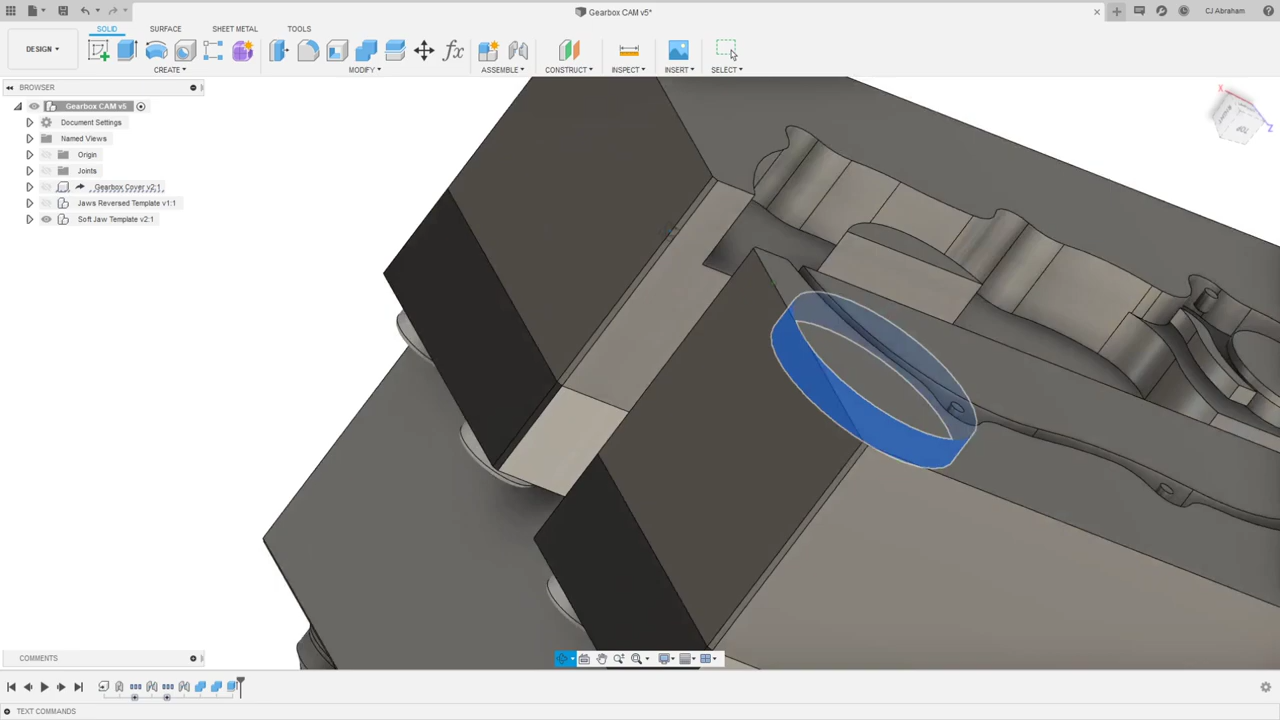 Gearbox CAM v5*
CJ Abraham
DESIGN
SOLID
SURFACE
SHEET METAL
TOOLS
fx
CREATE
MODIFY
ASSEMBLE
CONSTRUCT
INSPECT
INSERT
SELECT
BROWSER
Gearbox CAM v5
Document Settings
Named Views
Origin
Joints
Gearbox Cover v2:1
Jaws Reversed Template v1:1
Soft Jaw Template v2:1
X
Z
COMMENTS
TEXT COMMANDS